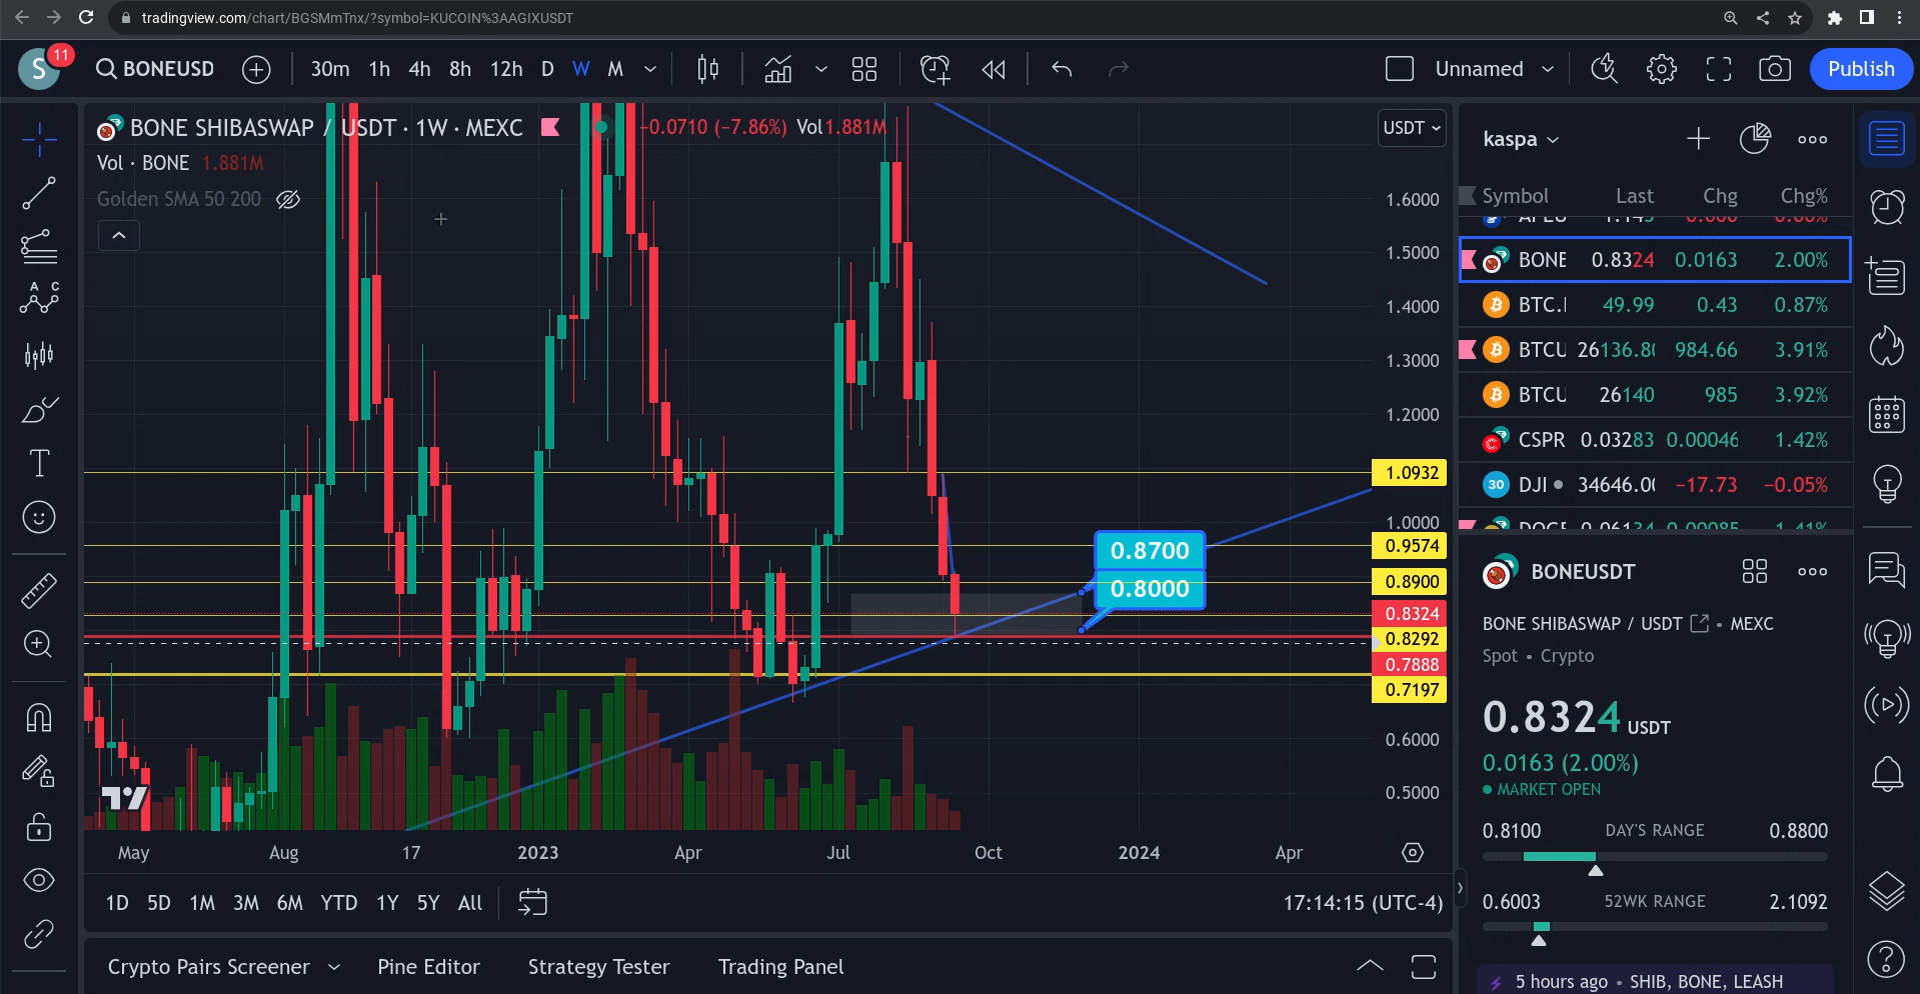 tradingview.com/chart/BGSMmTnx/?symbol=KUCOIN%3AAGIXUSDT
S 11 BONEUSD 30m 1h 4h 8h 12h D W M Unnamed Publish
BONE SHIBASWAP / USDT · 1W · MEXC −0.0710 (−7.86%) Vol 1.881M USDT
Vol · BONE 1.881M
Golden SMA 50 200
1.6000
1.5000
1.4000
1.3000
1.2000
1.0932
1.0000
0.9574
0.8900
0.8324
0.8292
0.7888
0.7197
0.6000
0.5000
0.8700
0.8000
May Aug 17 2023 Apr Jul Oct 2024 Apr
1D 5D 1M 3M 6M YTD 1Y 5Y All 17:14:15 (UTC-4)
Crypto Pairs Screener Pine Editor Strategy Tester Trading Panel
kaspa
Symbol Last Chg Chg%
BONE 0.8324 0.0163 2.00%
BTC.I 49.99 0.43 0.87%
BTCU 26136.80 984.66 3.91%
BTCU 26140 985 3.92%
CSPR 0.03283 0.00046 1.42%
30 DJI 34646.00 −17.73 −0.05%
BONEUSDT
BONE SHIBASWAP / USDT • MEXC
Spot • Crypto
0.8324 USDT
0.0163 (2.00%)
MARKET OPEN
0.8100 DAY'S RANGE 0.8800
0.6003 52WK RANGE 2.1092
5 hours ago • SHIB, BONE, LEASH